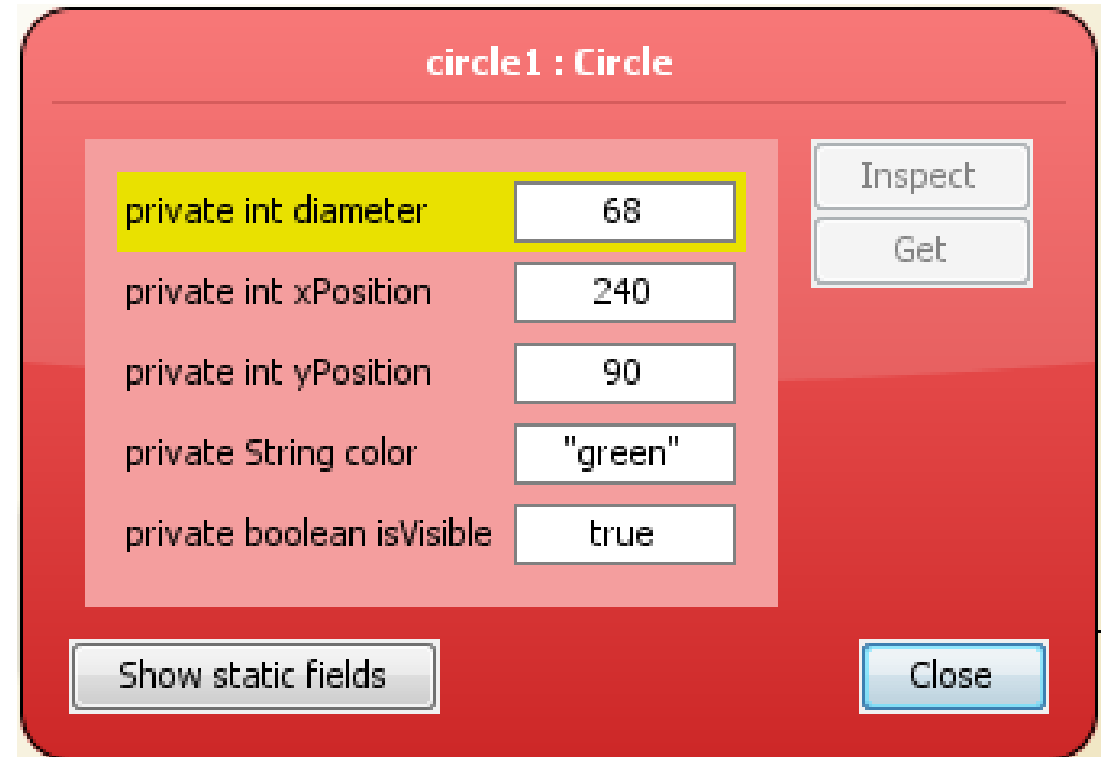 circle1 : Circle
private int diameter 68
private int xPosition 240
private int yPosition 90
private String color "green"
private boolean isVisible true
Inspect
Get
Show static fields
Close